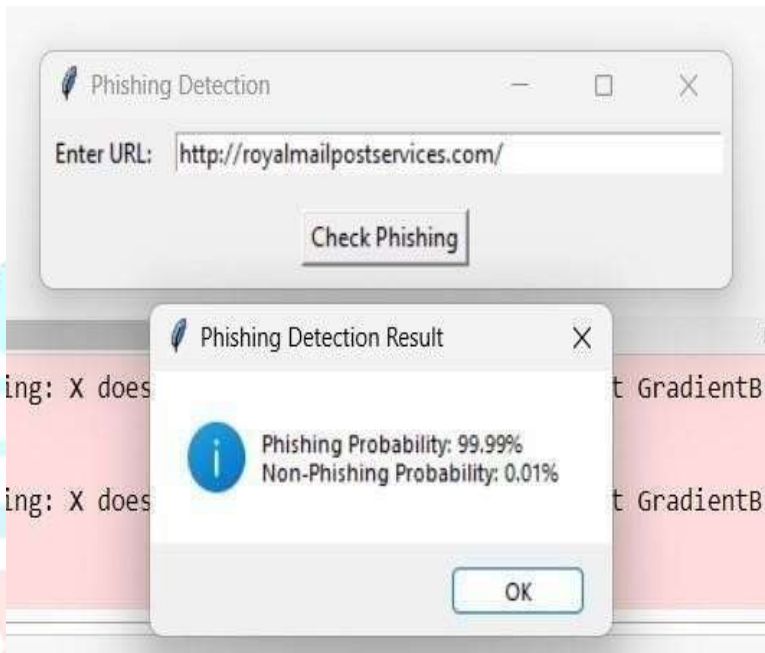 Phishing Detection
Enter URL: http://royalmailpostservices.com/
Check Phishing
Phishing Detection Result
ing: X does t GradientB
Phishing Probability: 99.99%
Non-Phishing Probability: 0.01%
ing: X does t GradientB
OK